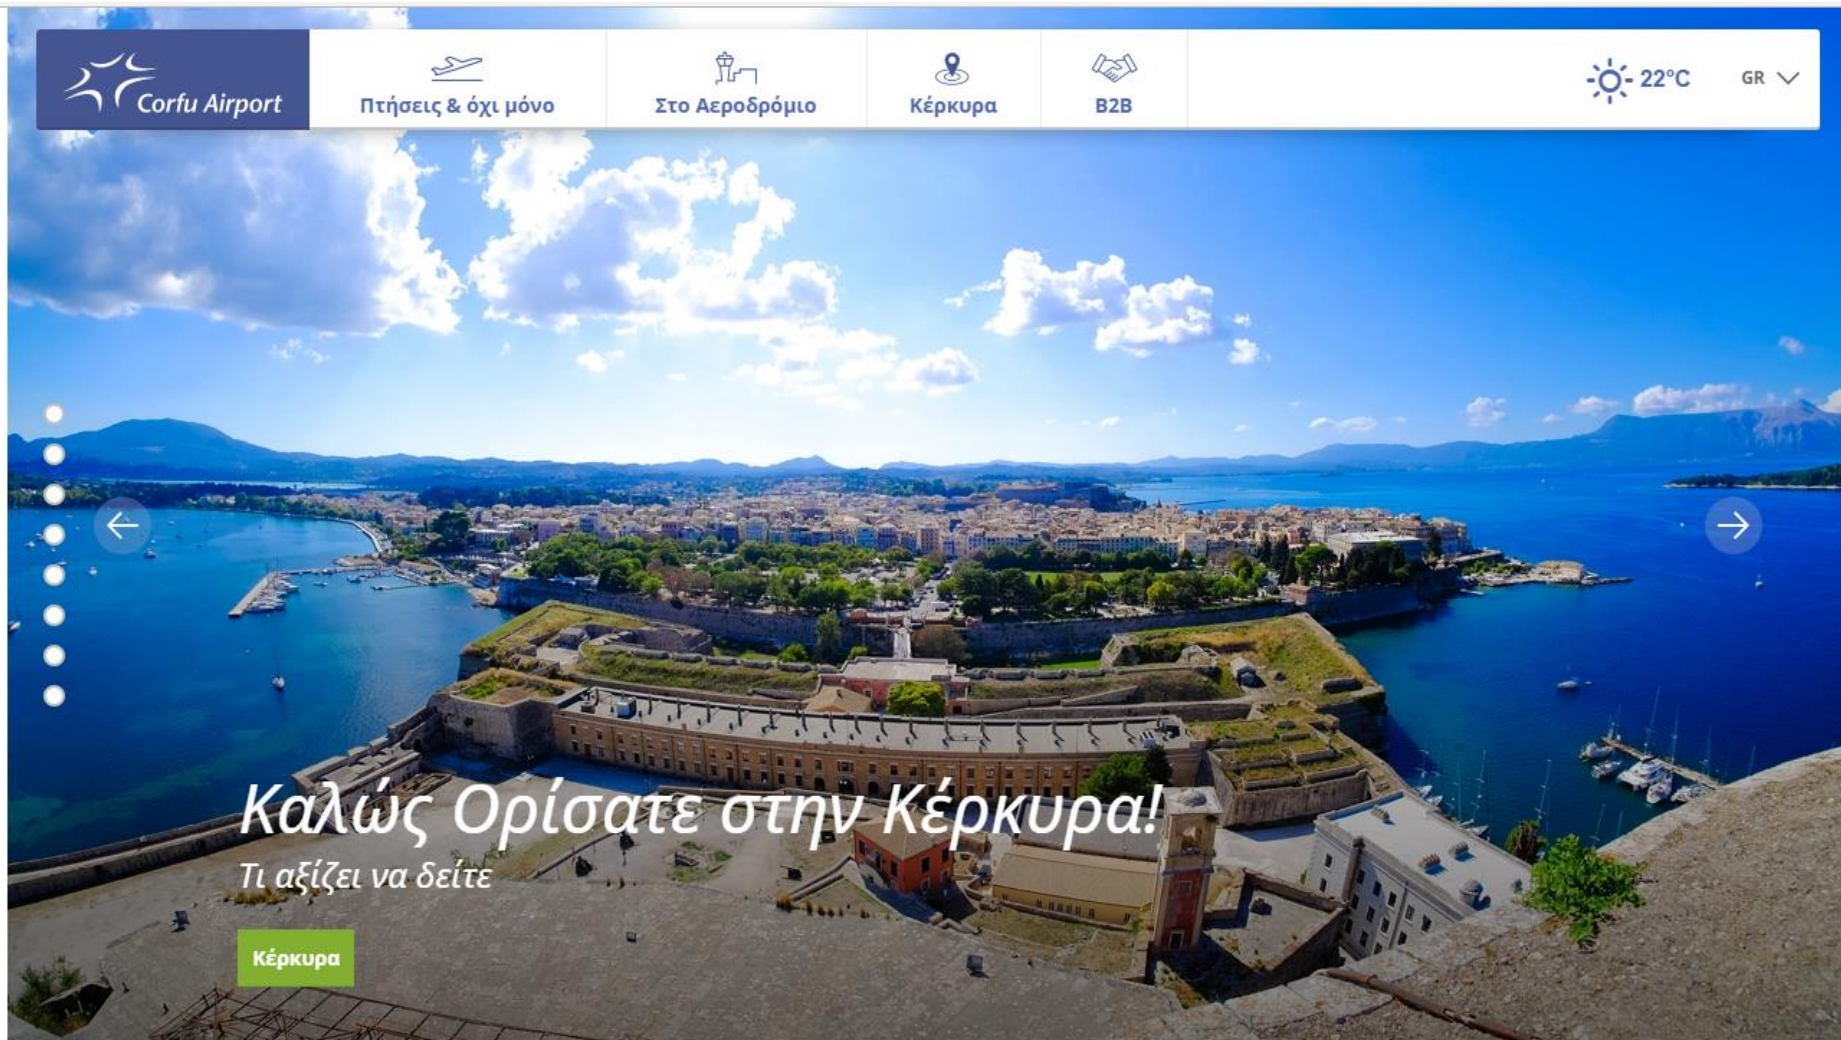 Corfu Airport
Πτήσεις & όχι μόνο
Στο Αεροδρόμιο
Κέρκυρα
B2B
22°C
GR
Καλώς Ορίσατε στην Κέρκυρα!
Τι αξίζει να δείτε
Κέρκυρα